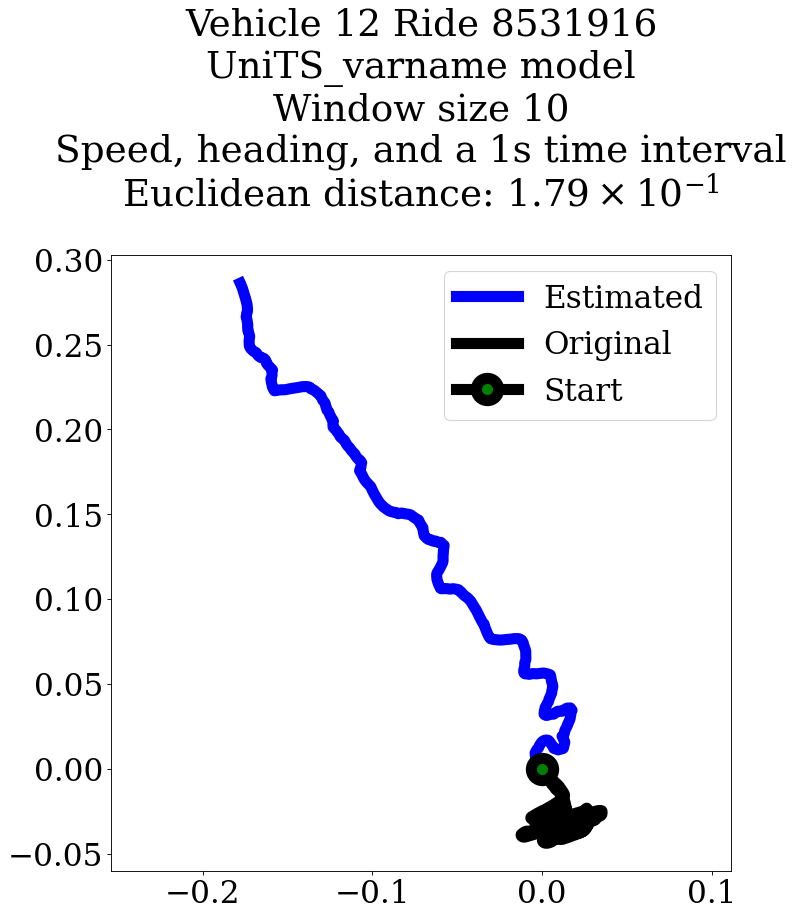 Vehicle 12 Ride 8531916
UniTS_varname model
Window size 10
Speed, heading, and a 1s time interval
Euclidean distance: 1.79 × 10⁻¹
0.30
0.25
0.20
0.15
0.10
0.05
0.00
−0.05
Estimated
Original
Start
−0.2
−0.1
0.0
0.1